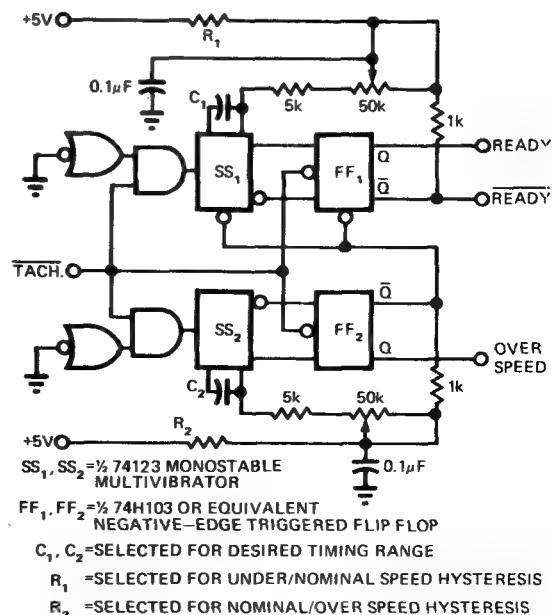 +5V
R1
0.1µF
C1
5k
50k
1k
SS1
FF1
Q
READY
Q̅
R̅E̅A̅D̅Y̅
T̅A̅C̅H̅.̅
SS2
FF2
Q̅
Q
OVER
SPEED
C2
5k
50k
1k
+5V
R2
0.1µF
SS1, SS2=½ 74123 MONOSTABLE
MULTIVIBRATOR
FF1, FF2=½ 74H103 OR EQUIVALENT
NEGATIVE–EDGE TRIGGERED FLIP FLOP
C1, C2=SELECTED FOR DESIRED TIMING RANGE
R1 =SELECTED FOR UNDER/NOMINAL SPEED HYSTERESIS
R2 =SELECTED FOR NOMINAL/OVER SPEED HYSTERESIS